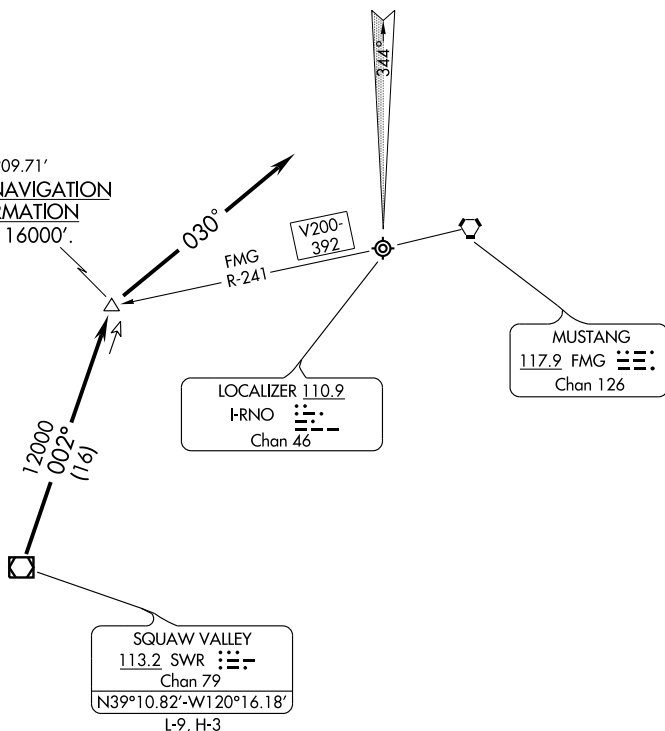 344°
09.71'
NAVIGATION
RMATION
16000'.
030°
V200-
392
FMG
R-241
MUSTANG
117.9 FMG
Chan 126
LOCALIZER 110.9
I-RNO
Chan 46
12000
002°
(16)
SQUAW VALLEY
113.2 SWR
Chan 79
N39°10.82'-W120°16.18'
L-9, H-3